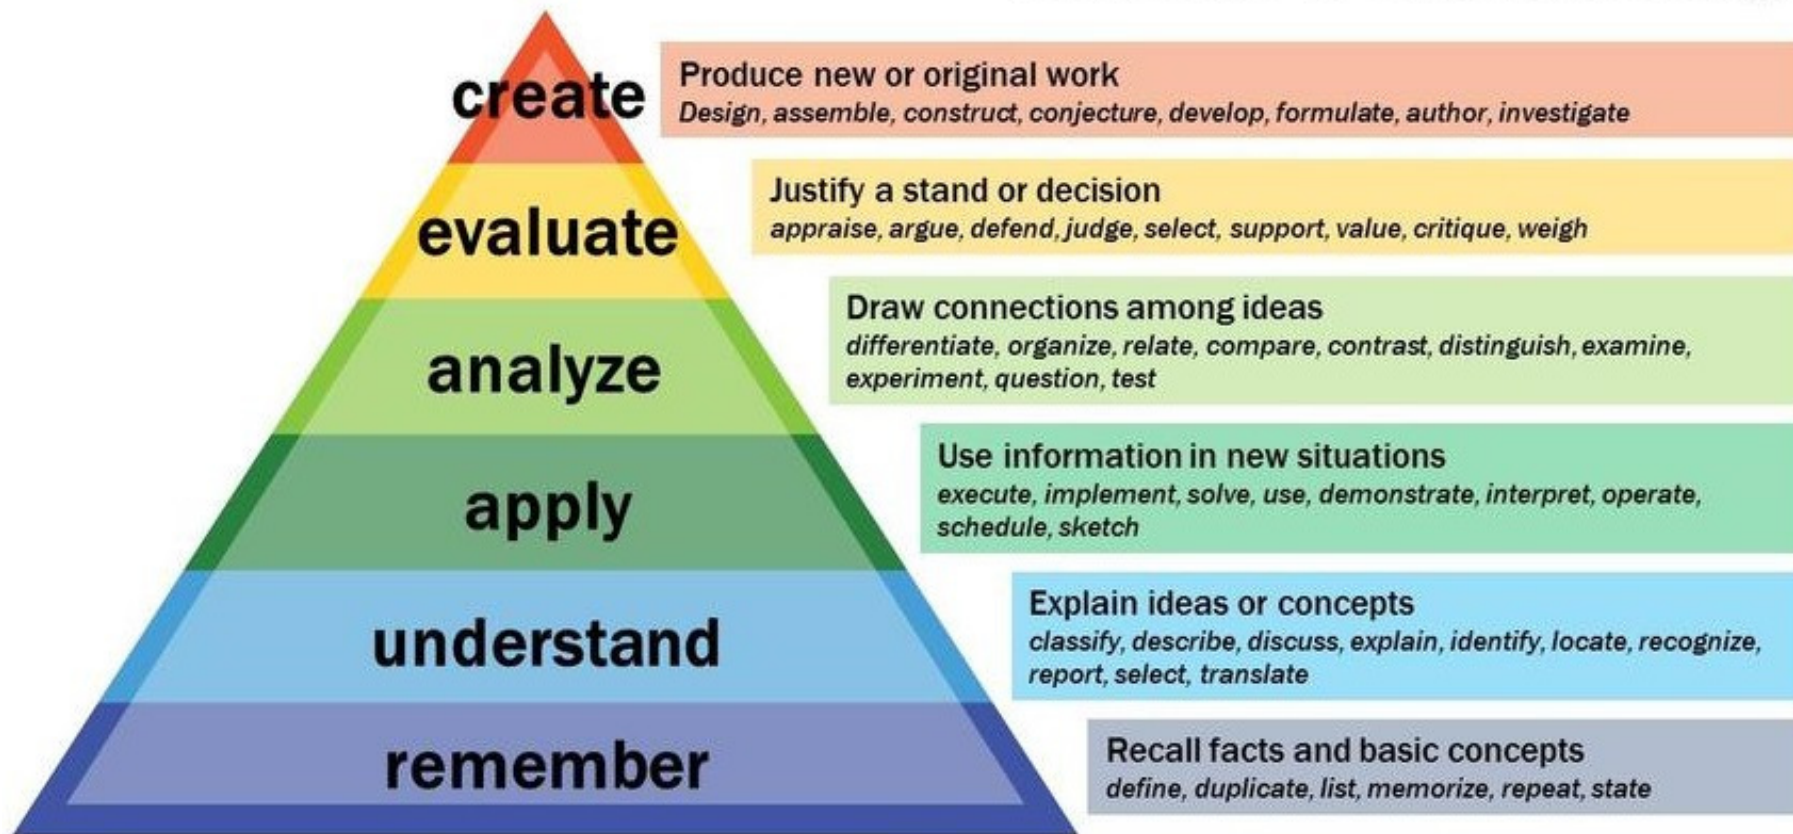 create
Produce new or original work
Design, assemble, construct, conjecture, develop, formulate, author, investigate
evaluate
Justify a stand or decision
appraise, argue, defend, judge, select, support, value, critique, weigh
analyze
Draw connections among ideas
differentiate, organize, relate, compare, contrast, distinguish, examine,
experiment, question, test
apply
Use information in new situations
execute, implement, solve, use, demonstrate, interpret, operate,
schedule, sketch
understand
Explain ideas or concepts
classify, describe, discuss, explain, identify, locate, recognize,
report, select, translate
remember
Recall facts and basic concepts
define, duplicate, list, memorize, repeat, state